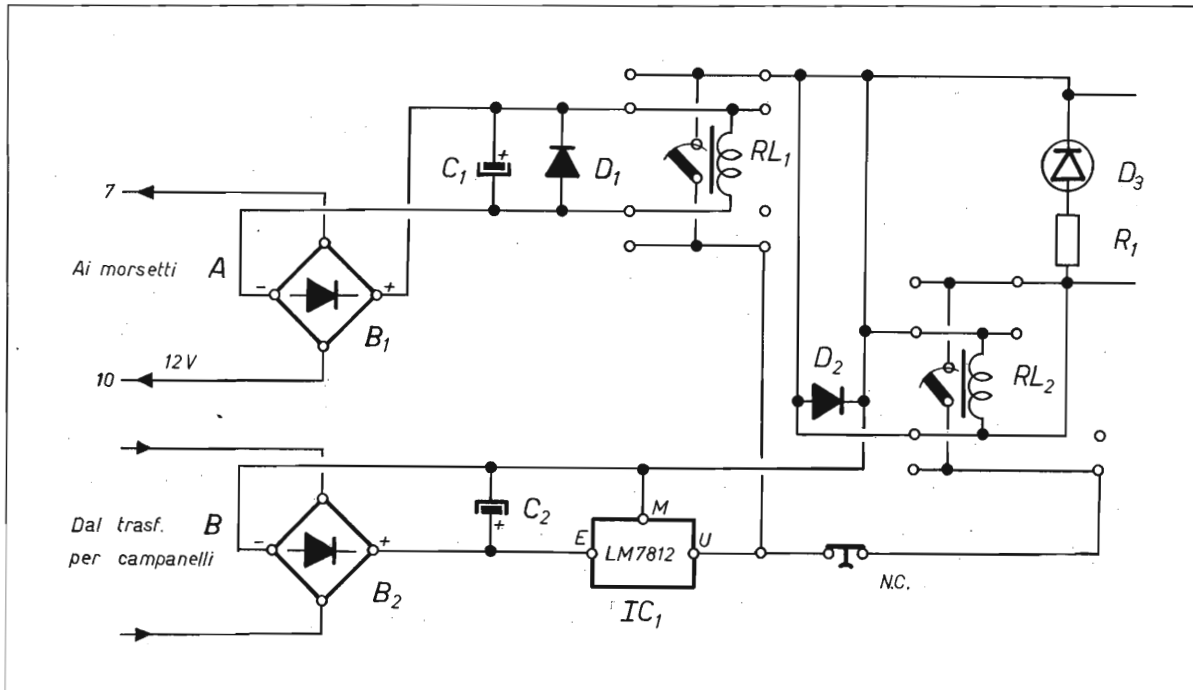 7
Ai morsetti
A
-
+
B1
10
12V
C1
+
D1
RL1
D2
RL2
D3
R1
Dal trasf.
per campanelli
B
-
+
B2
C2
+
E
M
U
LM7812
IC1
N.C.